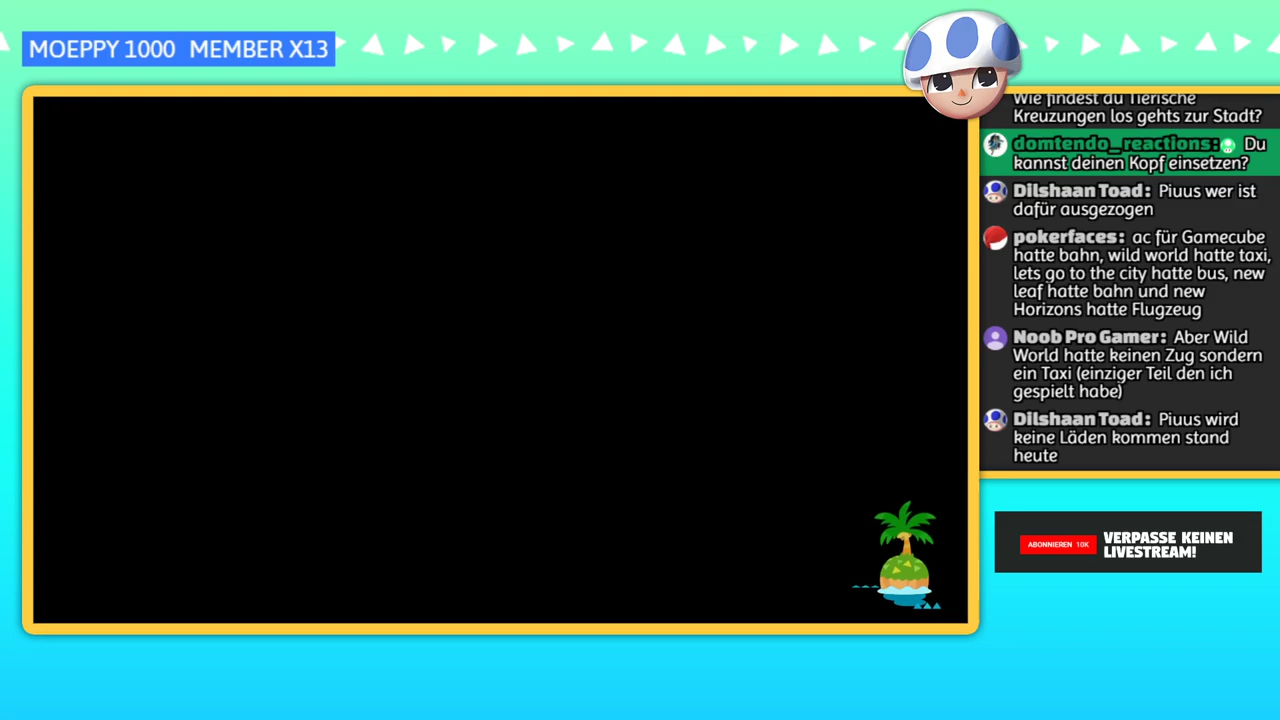 MOEPPY 1000 MEMBER X13
Wie findest du Tierische
Kreuzungen los gehts zur Stadt?
domtendo_reactions: Du
kannst deinen Kopf einsetzen?
Dilshaan Toad: Piuus wer ist
dafür ausgezogen
pokerfaces: ac für Gamecube
hatte bahn, wild world hatte taxi,
lets go to the city hatte bus, new
leaf hatte bahn und new
Horizons hatte Flugzeug
Noob Pro Gamer: Aber Wild
World hatte keinen Zug sondern
ein Taxi (einziger Teil den ich
gespielt habe)
Dilshaan Toad: Piuus wird
keine Läden kommen stand
heute
ABONNIEREN 10K
VERPASSE KEINEN
LIVESTREAM!